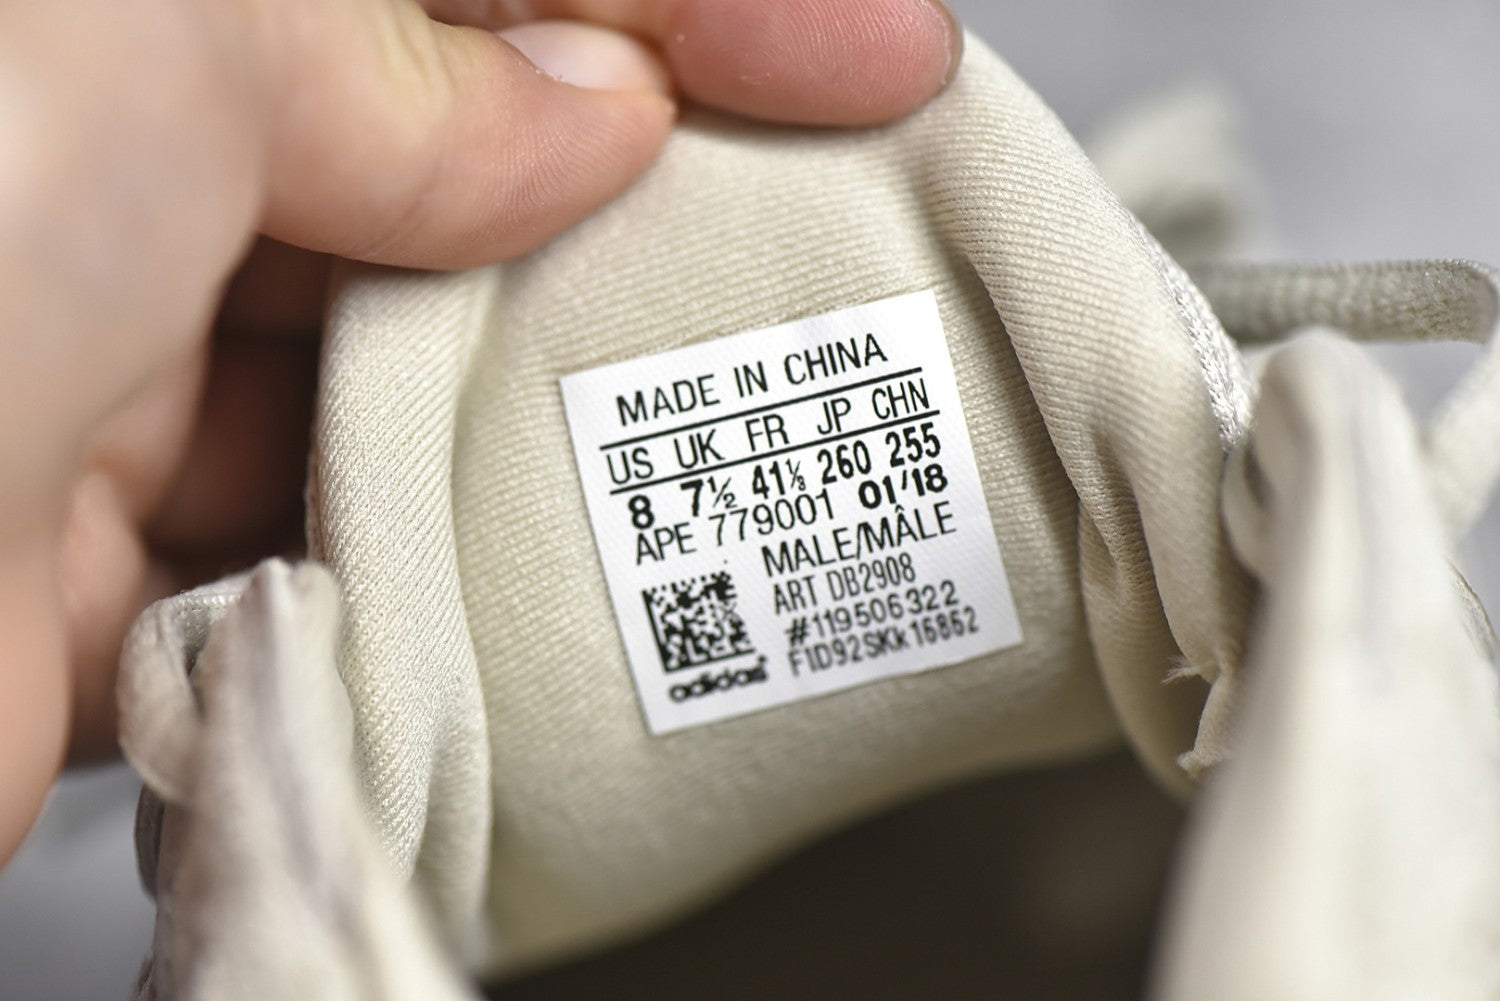 MADE IN CHINA
US UK FR JP CHN
8 7½ 41⅓ 260 255
APE 779001 01/18
MALE/MÂLE
ART DB2908
#119506322
F1D92SKk16862
adidas